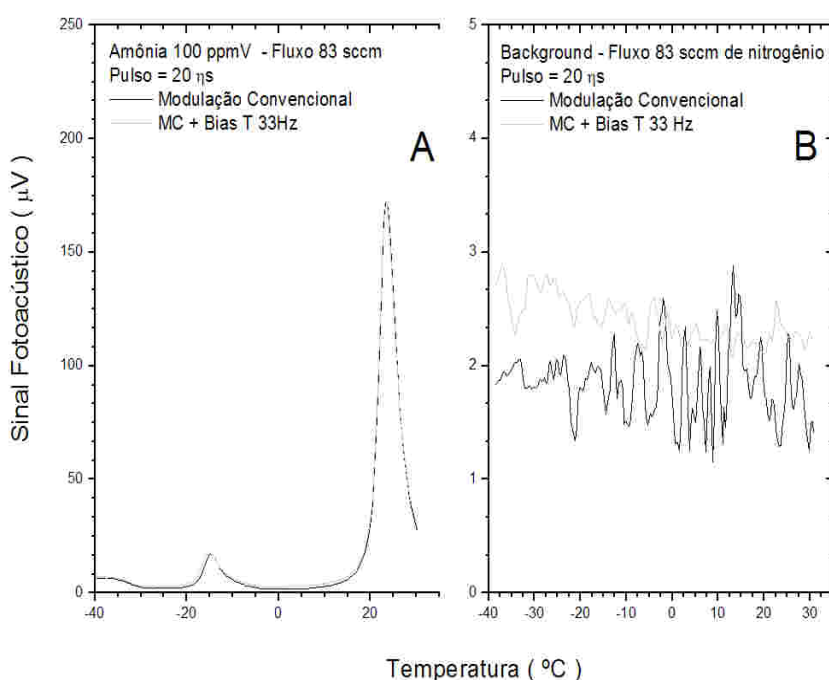 Sinal Fotoacústico ( μV )
250
200
150
100
50
0
Amônia 100 ppmV - Fluxo 83 sccm
Pulso = 20 ηs
Modulação Convencional
MC + Bias T 33Hz
A
-40
-20
0
20
5
4
3
2
1
0
Background - Fluxo 83 sccm de nitrogênio
Pulso = 20 ηs
Modulação Convencional
MC + Bias T 33 Hz
B
-40
-30
-20
-10
0
10
20
30
Temperatura ( ºC )